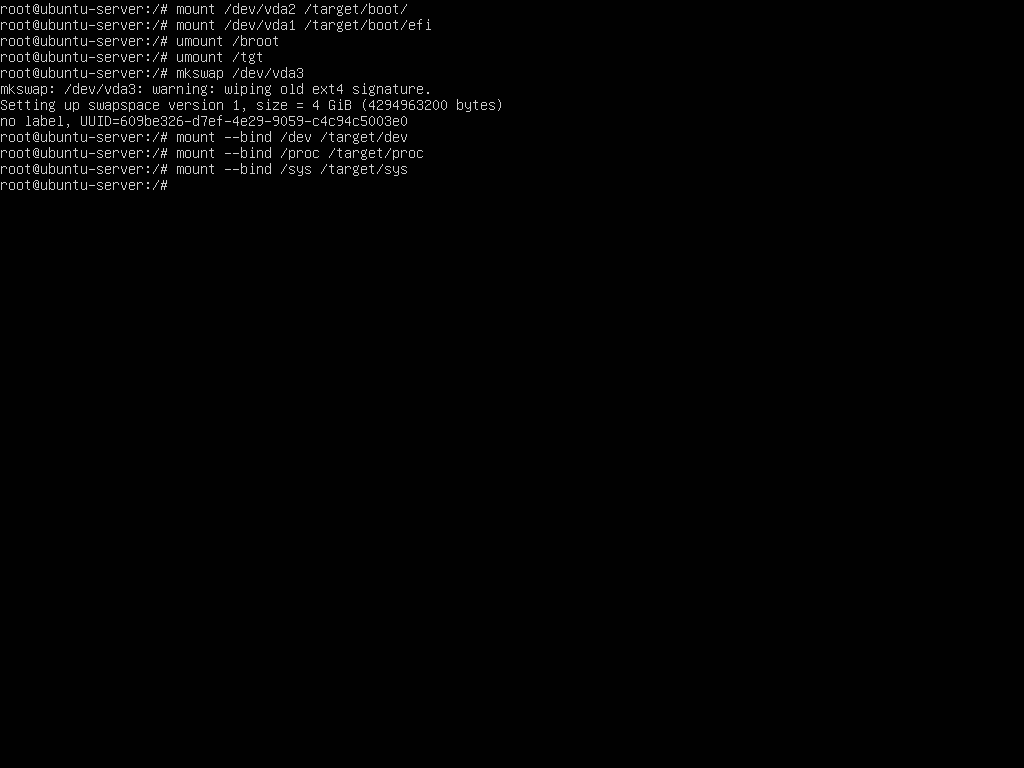 root@ubuntu-server:/# mount /dev/vda2 /target/boot/
root@ubuntu-server:/# mount /dev/vda1 /target/boot/efi
root@ubuntu-server:/# umount /broot
root@ubuntu-server:/# umount /tgt
root@ubuntu-server:/# mkswap /dev/vda3
mkswap: /dev/vda3: warning: wiping old ext4 signature.
Setting up swapspace version 1, size = 4 GiB (4294963200 bytes)
no label, UUID=609be326-d7ef-4e29-9059-c4c94c5003e0
root@ubuntu-server:/# mount --bind /dev /target/dev
root@ubuntu-server:/# mount --bind /proc /target/proc
root@ubuntu-server:/# mount --bind /sys /target/sys
root@ubuntu-server:/#